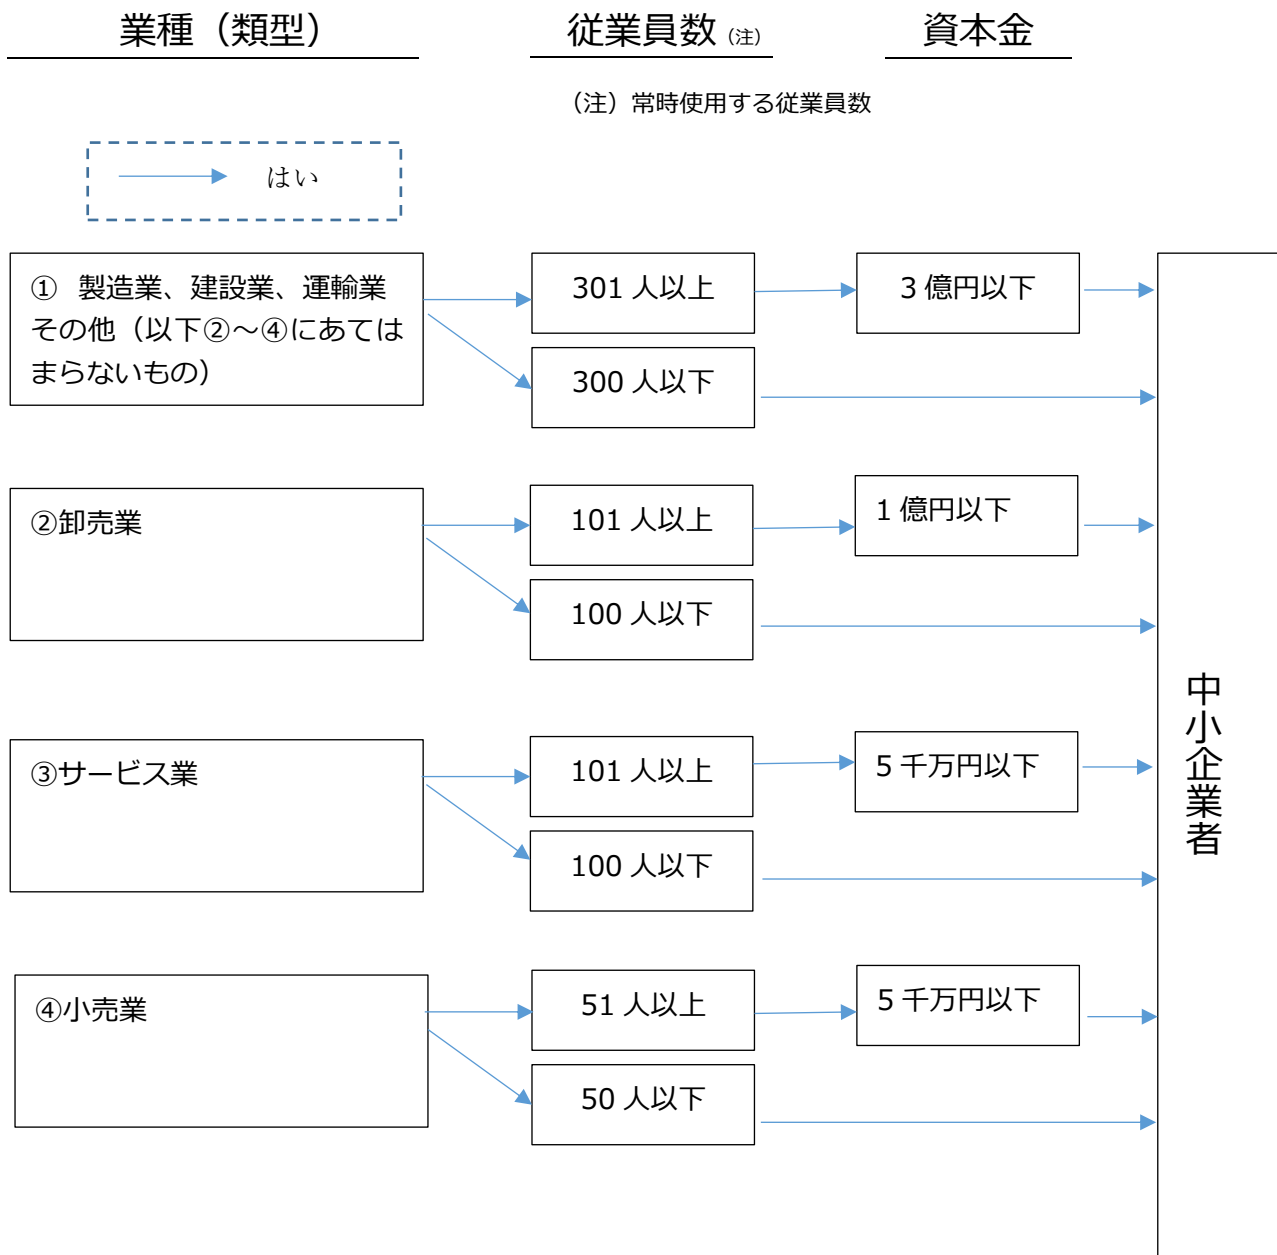 業種（類型）
従業員数（注）
資本金
（注）常時使用する従業員数
はい
① 製造業、建設業、運輸業
その他（以下②～④にあては
まらないもの）
301 人以上
3 億円以下
300 人以下
②卸売業
101 人以上
1 億円以下
100 人以下
③サービス業
101 人以上
5 千万円以下
100 人以下
④小売業
51 人以上
5 千万円以下
50 人以下
中小企業者